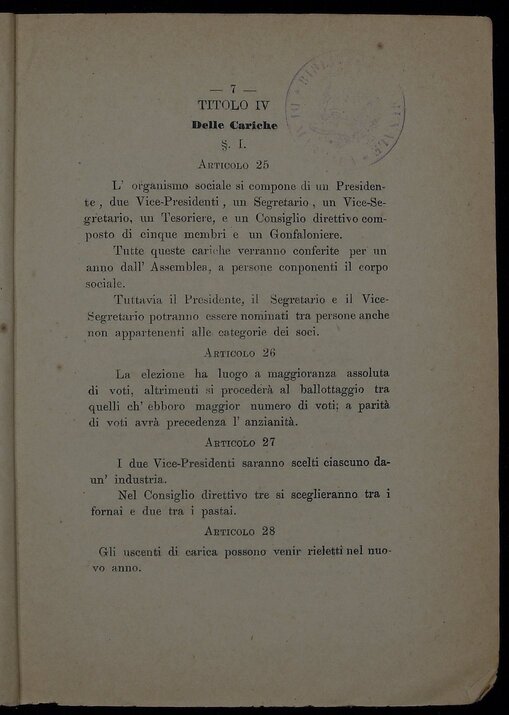 — 7 —
TITOLO IV
Delle Cariche
§. I.
ARTICOLO 25
L' organismo sociale si compone di un Presiden-
te, due Vice-Presidenti, un Segretario, un Vice-Se-
gretario, un Tesoriere, e un Consiglio direttivo com-
posto di cinque membri e un Gonfaloniere.
Tutte queste cariche verranno conferite per un
anno dall' Assemblea, a persone conponenti il corpo
sociale.
Tuttavia il Presidente, il Segretario e il Vice-
Segretario potranno essere nominati tra persone anche
non appartenenti alle categorie dei soci.
ARTICOLO 26
La elezione ha luogo a maggioranza assoluta
di voti, altrimenti si procederà al ballottaggio tra
quelli ch' ebboro maggior numero di voti; a parità
di voti avrà precedenza l' anzianità.
ARTICOLO 27
I due Vice-Presidenti saranno scelti ciascuno da-
un' industria.
Nel Consiglio direttivo tre si sceglieranno tra i
fornai e due tra i pastai.
ARTICOLO 28
Gli uscenti di carica possono venir rieletti nel nuo-
vo anno.